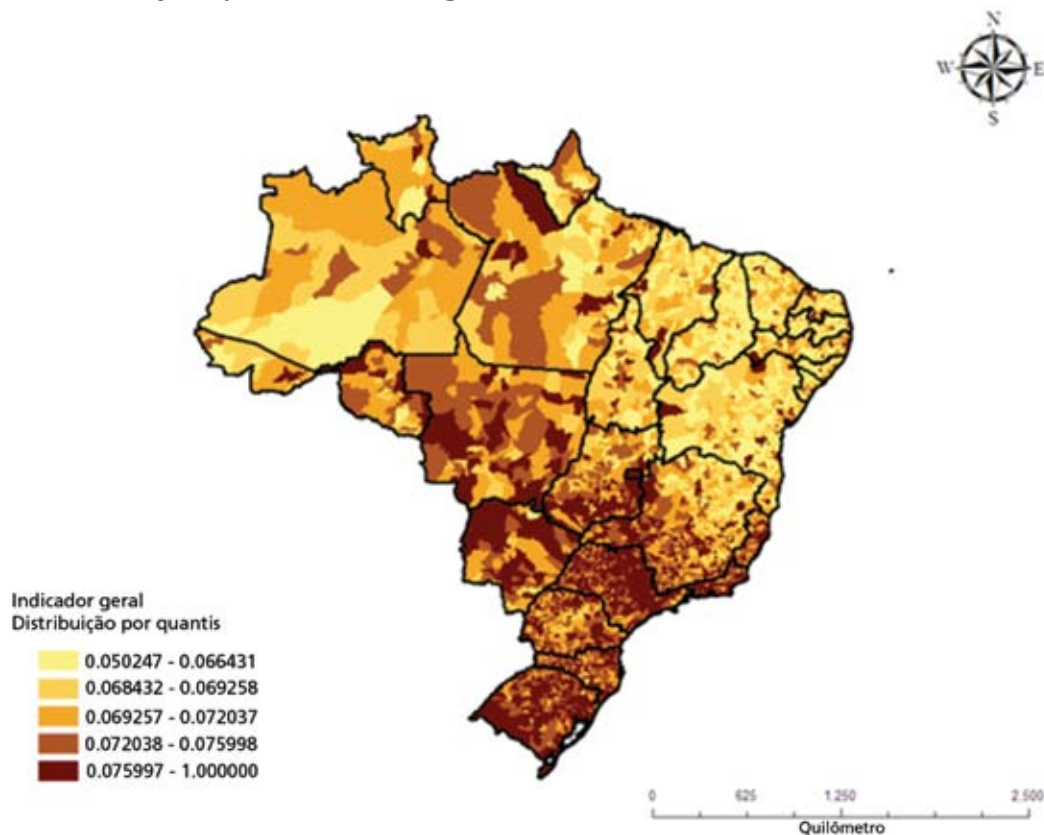 N
W E
S
Indicador geral
Distribuição por quantis
0.050247 - 0.066431
0.068432 - 0.069258
0.069257 - 0.072037
0.072038 - 0.075998
0.075997 - 1.000000
0 625 1.250 2.500
Quilômetro